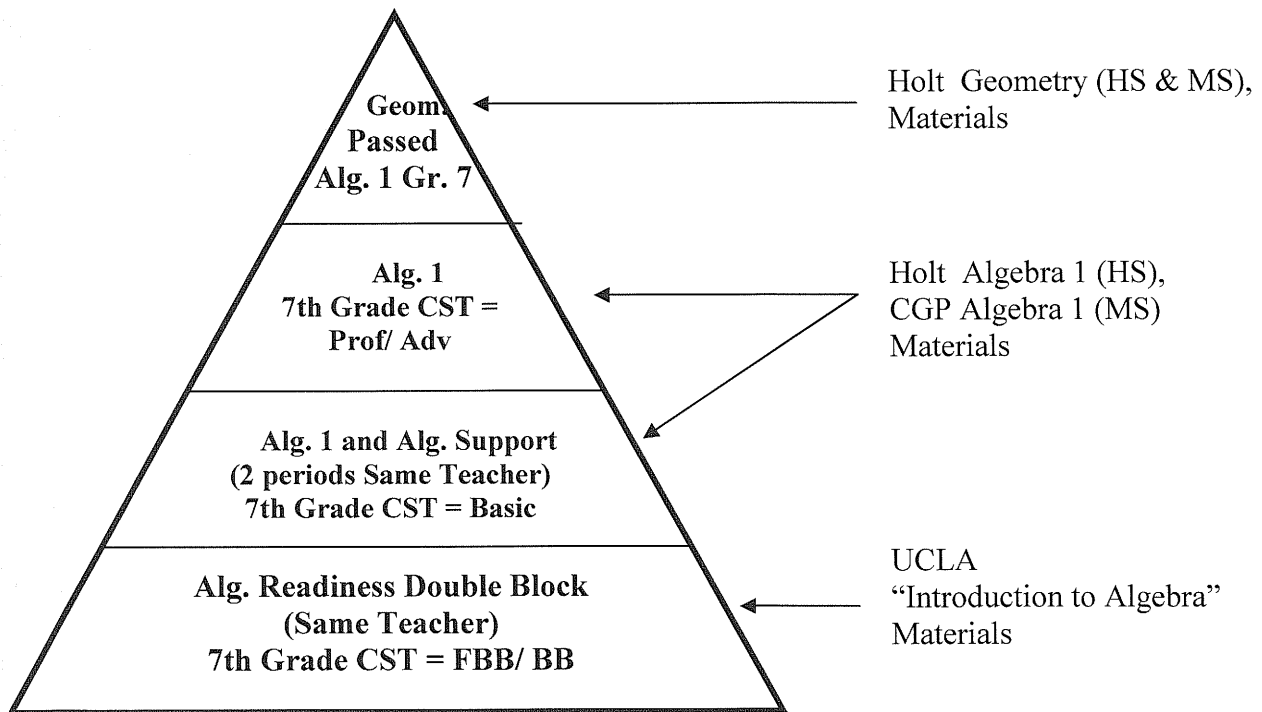 Geom.
Passed
Alg. 1 Gr. 7
Holt Geometry (HS & MS),
Materials
Alg. 1
7th Grade CST =
Prof/ Adv
Holt Algebra 1 (HS),
CGP Algebra 1 (MS)
Materials
Alg. 1 and Alg. Support
(2 periods Same Teacher)
7th Grade CST = Basic
Alg. Readiness Double Block
(Same Teacher)
7th Grade CST = FBB/ BB
UCLA
“Introduction to Algebra”
Materials